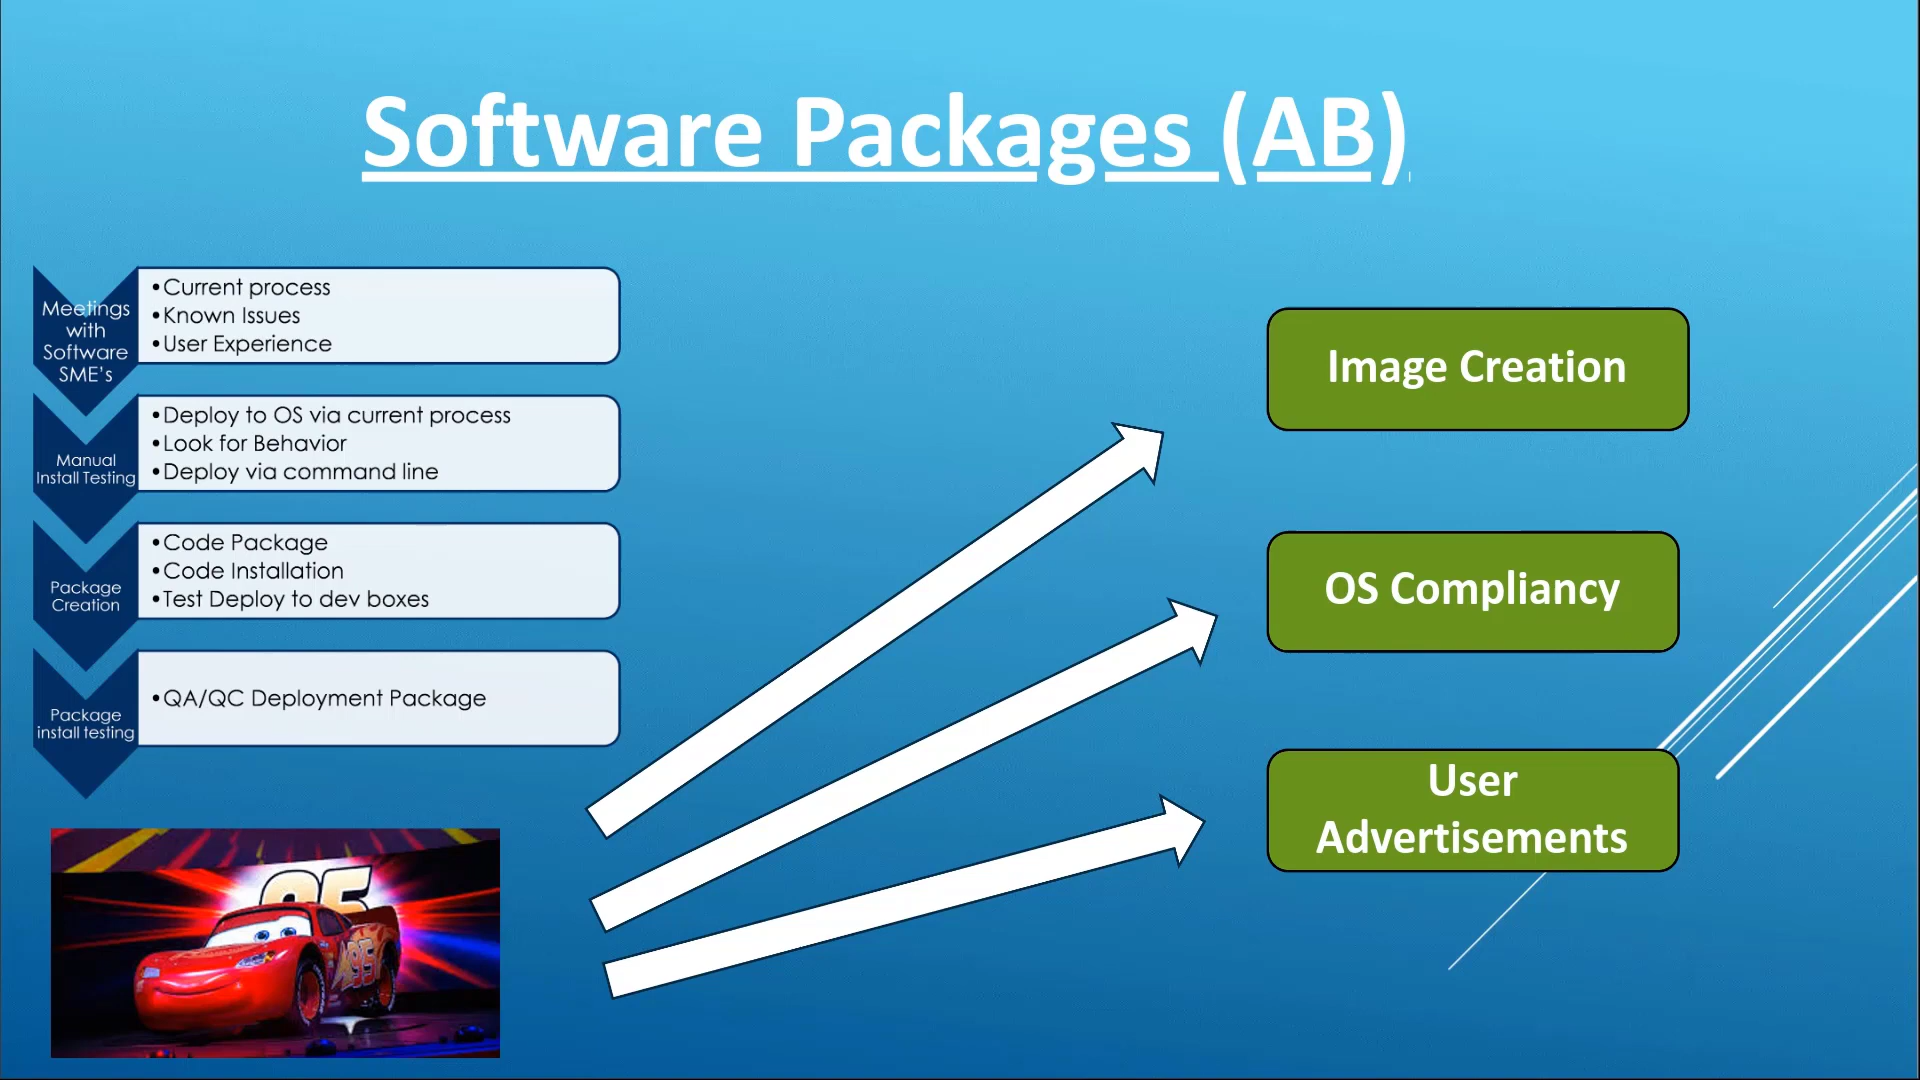 Software Packages (AB)
Meetings
with
Software
SME's
•Current process
•Known Issues
•User Experience
Manual
Install Testing
•Deploy to OS via current process
•Look for Behavior
•Deploy via command line
Package
Creation
•Code Package
•Code Installation
•Test Deploy to dev boxes
Package
install testing
•QA/QC Deployment Package
Image Creation
OS Compliancy
User
Advertisements
95
95